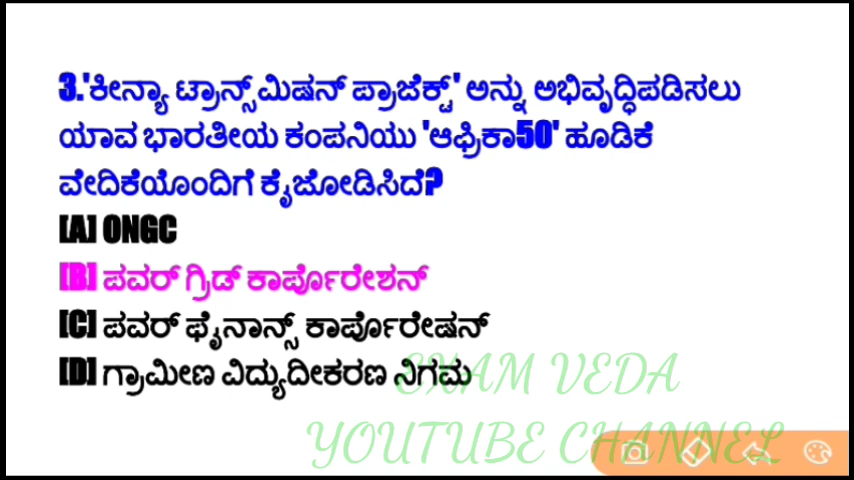 3.'ಕೀನ್ಯಾ ಟ್ರಾನ್ಸ್‌ಮಿಷನ್ ಪ್ರಾಜೆಕ್ಟ್' ಅನ್ನು ಅಭಿವೃದ್ಧಿಪಡಿಸಲು
ಯಾವ ಭಾರತೀಯ ಕಂಪನಿಯು 'ಆಫ್ರಿಕಾ50' ಹೂಡಿಕೆ
ವೇದಿಕೆಯೊಂದಿಗೆ ಕೈಜೋಡಿಸಿದೆ?
[A] ONGC
[B] ಪವರ್ ಗ್ರಿಡ್ ಕಾರ್ಪೊರೇಶನ್
[C] ಪವರ್ ಫೈನಾನ್ಸ್ ಕಾರ್ಪೊರೇಷನ್
[D] ಗ್ರಾಮೀಣ ವಿದ್ಯುದೀಕರಣ ನಿಗಮ
EXAM VEDA
YOUTUBE CHANNEL